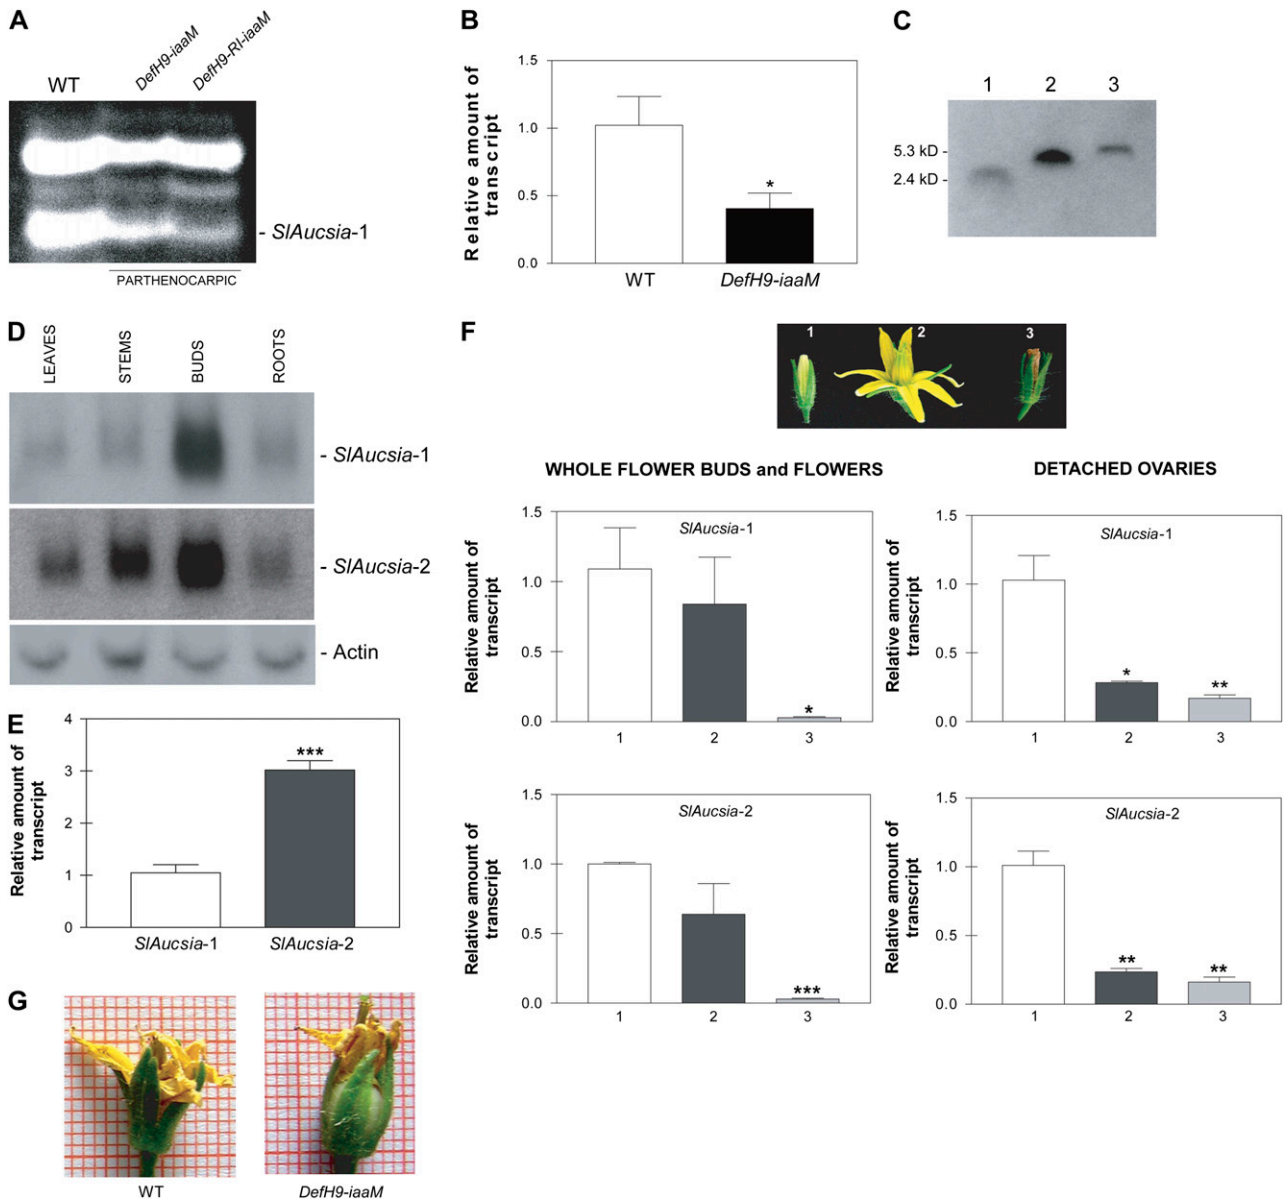 A
WT
DefH9-iaaM
DefH9-RI-iaaM
- SlAucsia-1
PARTHENOCARPIC
B
Relative amount of
transcript
1.5
1.0
0.5
0.0
*
WT
DefH9-iaaM
C
1 2 3
5.3 kD -
2.4 kD -
D
LEAVES
STEMS
BUDS
ROOTS
- SlAucsia-1
- SlAucsia-2
- Actin
E
Relative amount of
transcript
4
3
2
1
0
***
SlAucsia-1
SlAucsia-2
F
1 2 3
WHOLE FLOWER BUDS and FLOWERS
Relative amount of
transcript
1.5
1.0
0.5
0.0
SlAucsia-1
*
1 2 3
DETACHED OVARIES
Relative amount of
transcript
1.5
1.0
0.5
0.0
SlAucsia-1
*
**
1 2 3
Relative amount of
transcript
1.5
1.0
0.5
0.0
SlAucsia-2
***
1 2 3
Relative amount of
transcript
1.5
1.0
0.5
0.0
SlAucsia-2
**
**
1 2 3
G
WT
DefH9-iaaM